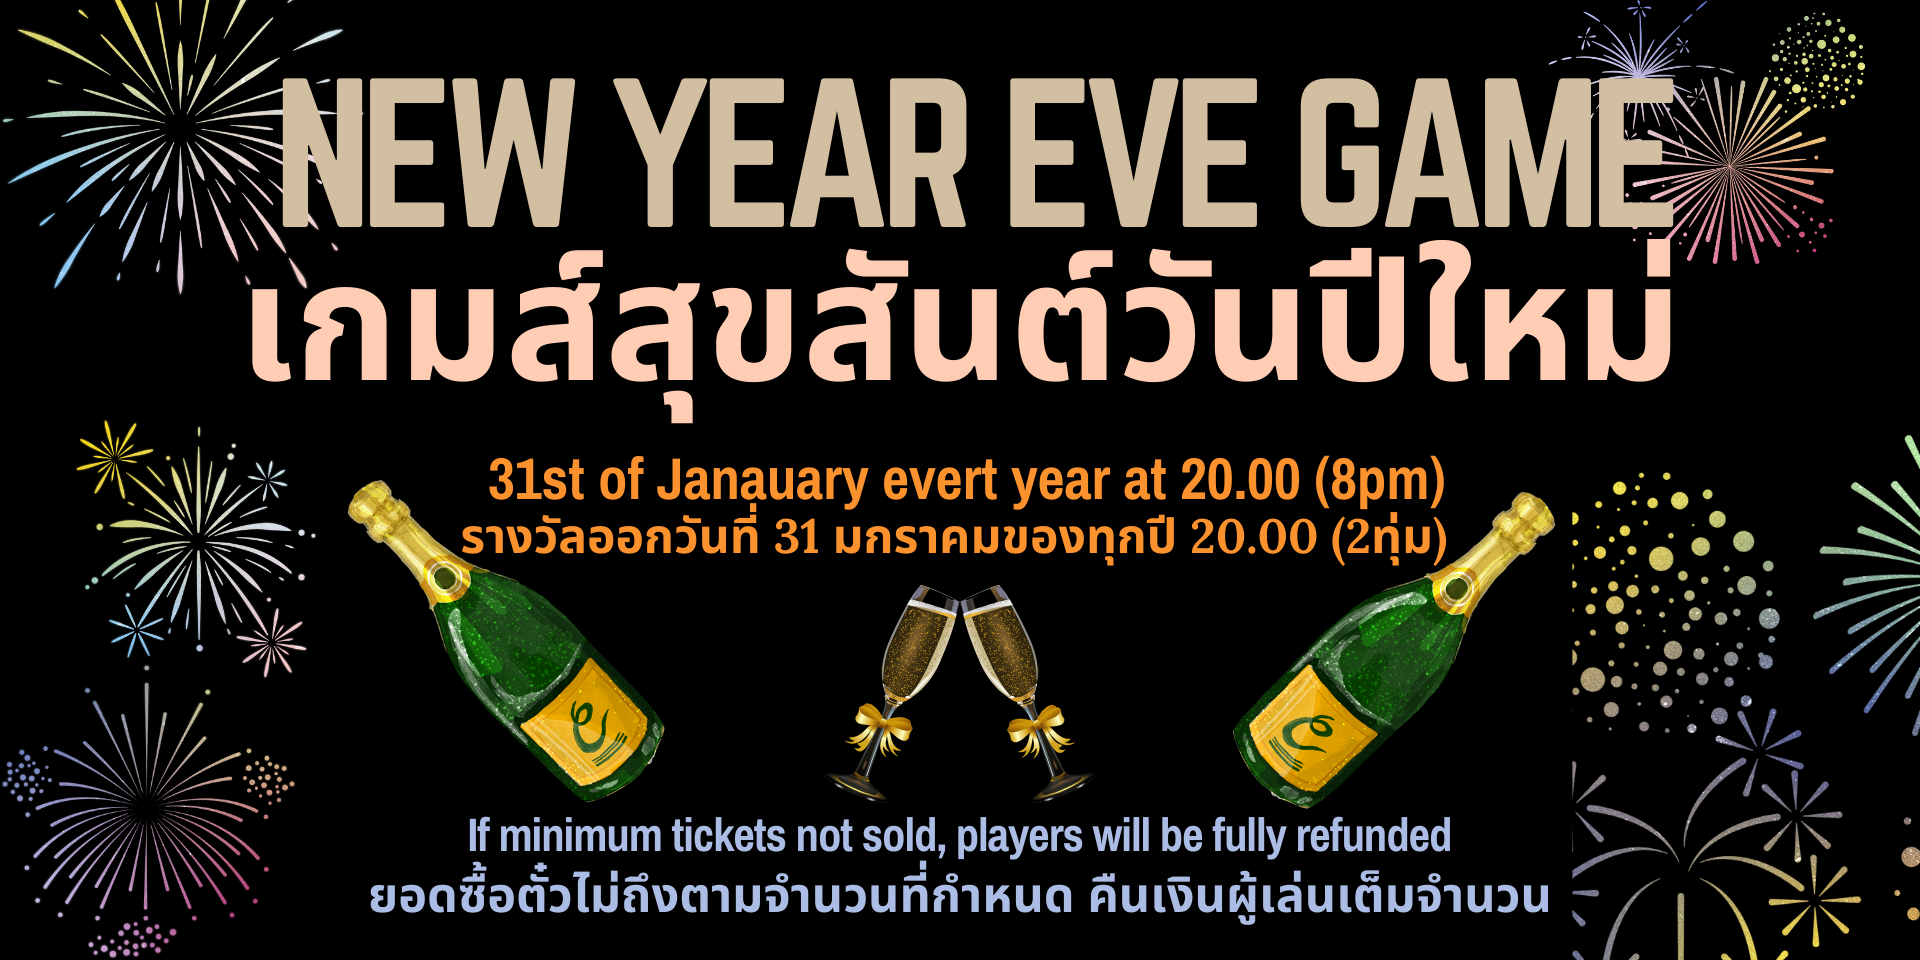 NEW YEAR EVE GAME
เกมส์สุขสันต์วันปีใหม่
31st of Janauary evert year at 20.00 (8pm)
รางวัลออกวันที่ 31 มกราคมของทุกปี 20.00 (2ทุ่ม)
If minimum tickets not sold, players will be fully refunded
ยอดซื้อตั๋วไม่ถึงตามจำนวนที่กำหนด คืนเงินผู้เล่นเต็มจำนวน